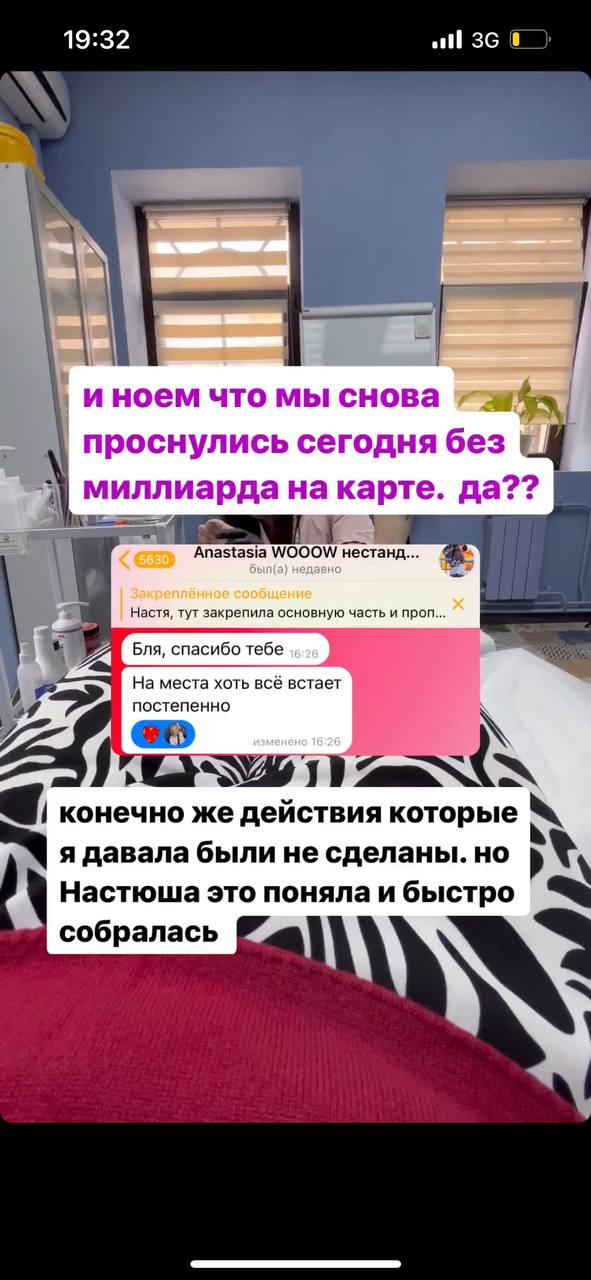 19:32
3G
и ноем что мы снова
проснулись сегодня без
миллиарда на карте. да??
5630
Anastasia WOOOW нестанд...
был(а) недавно
Закреплённое сообщение
Настя, тут закрепила основную часть и проп...
Бля, спасибо тебе 16:26
На места хоть всё встает
постепенно
изменено 16:26
конечно же действия которые
я давала были не сделаны. но
Настюша это поняла и быстро
собралась